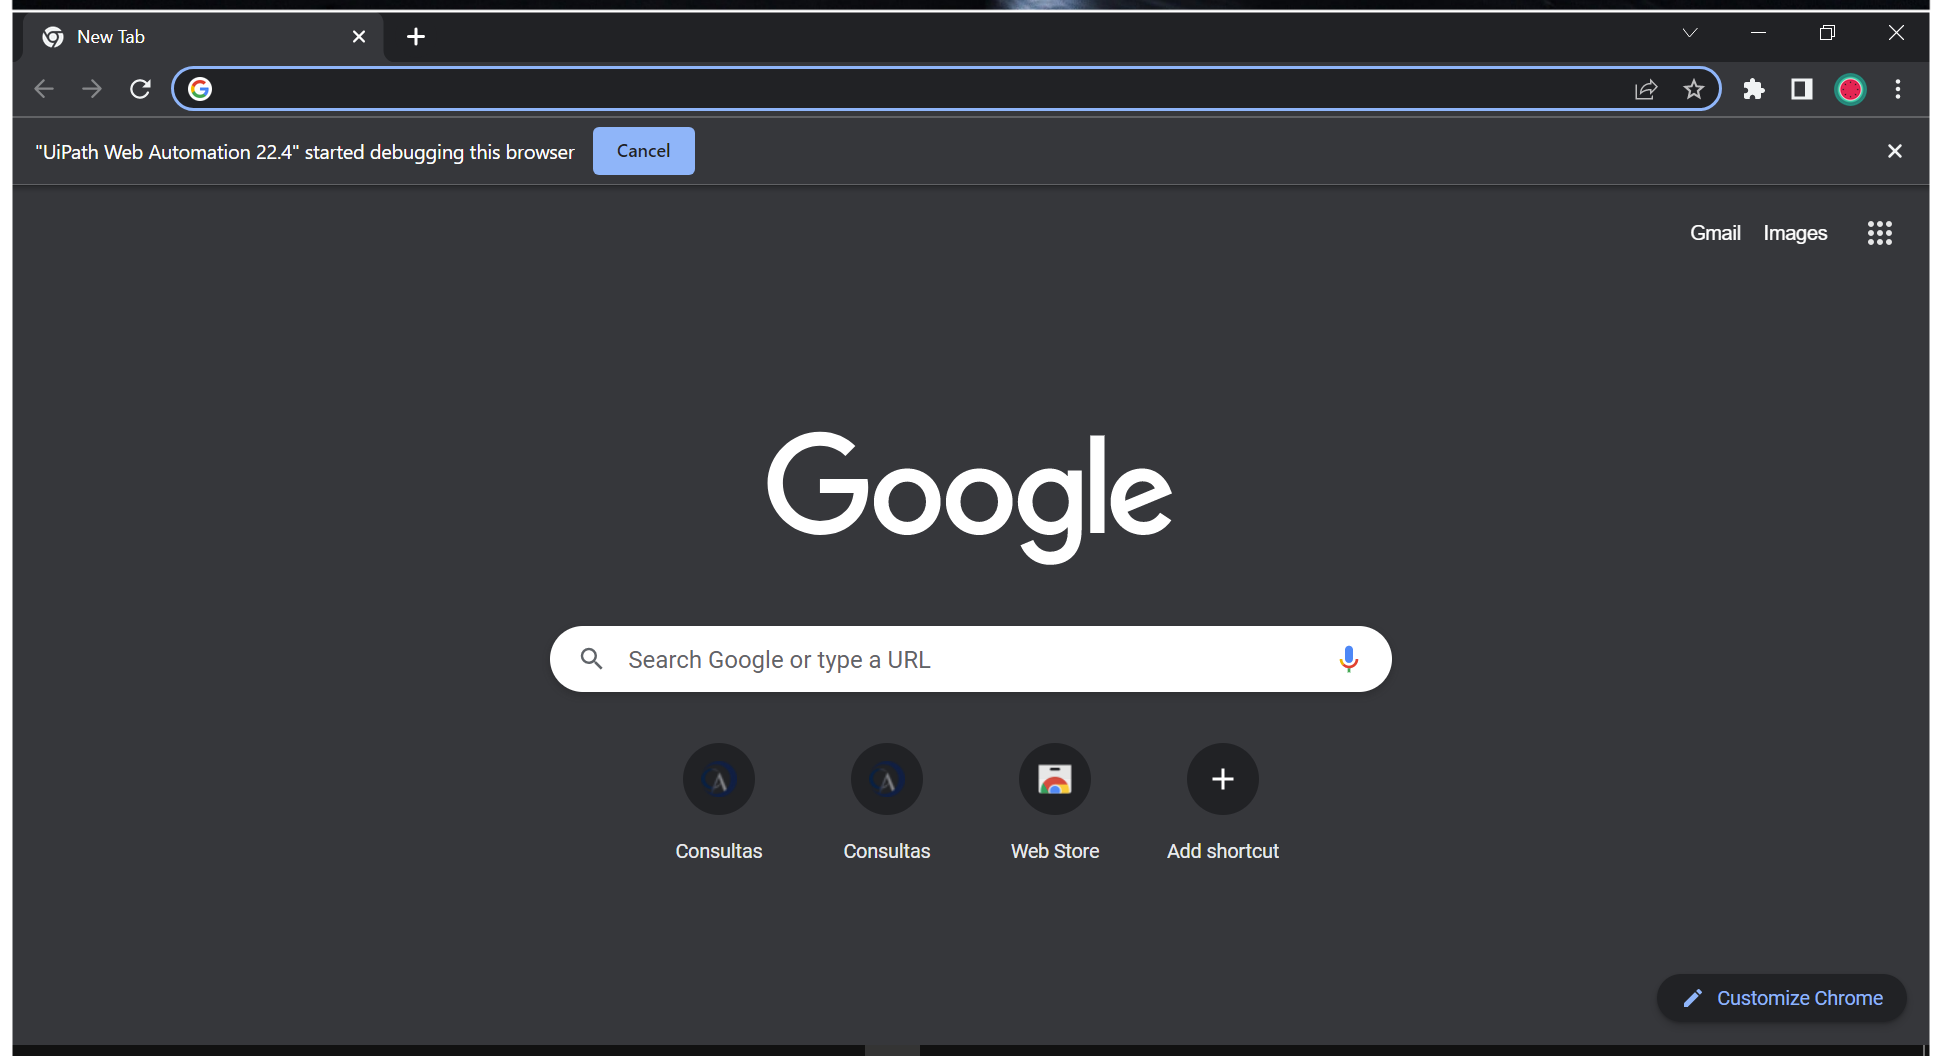 New Tab
"UiPath Web Automation 22.4" started debugging this browser Cancel
Gmail Images
Google
Search Google or type a URL
Consultas Consultas Web Store Add shortcut
Customize Chrome